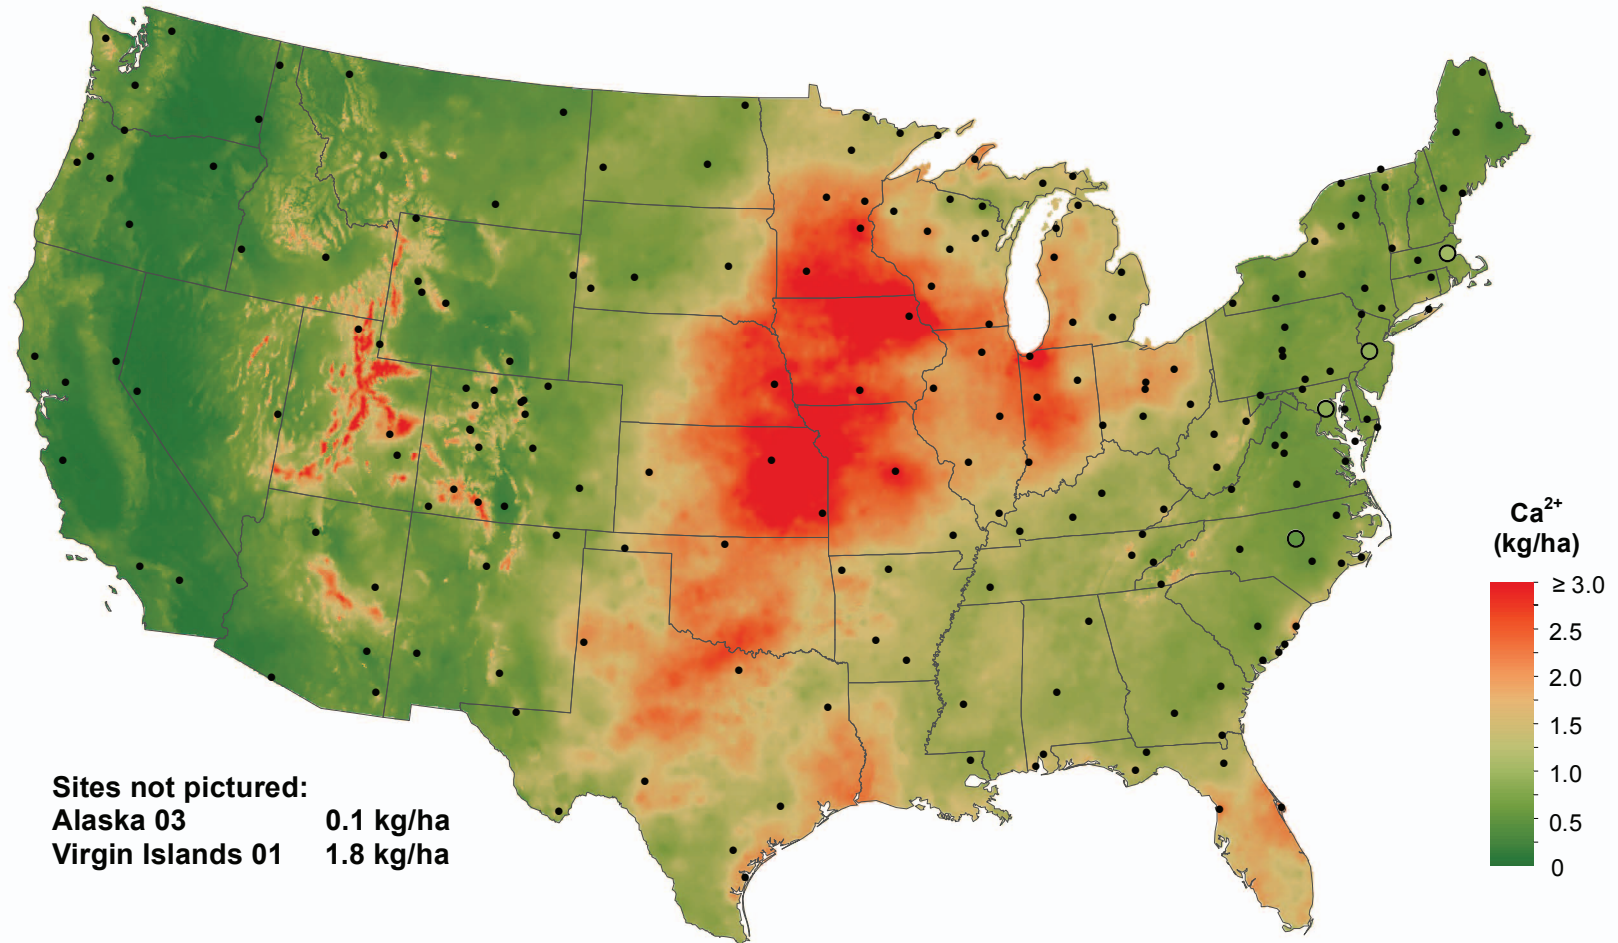 Ca2+
(kg/ha)
≥ 3.0
2.5
2.0
1.5
1.0
0.5
0
Sites not pictured:
Alaska 03 0.1 kg/ha
Virgin Islands 01 1.8 kg/ha